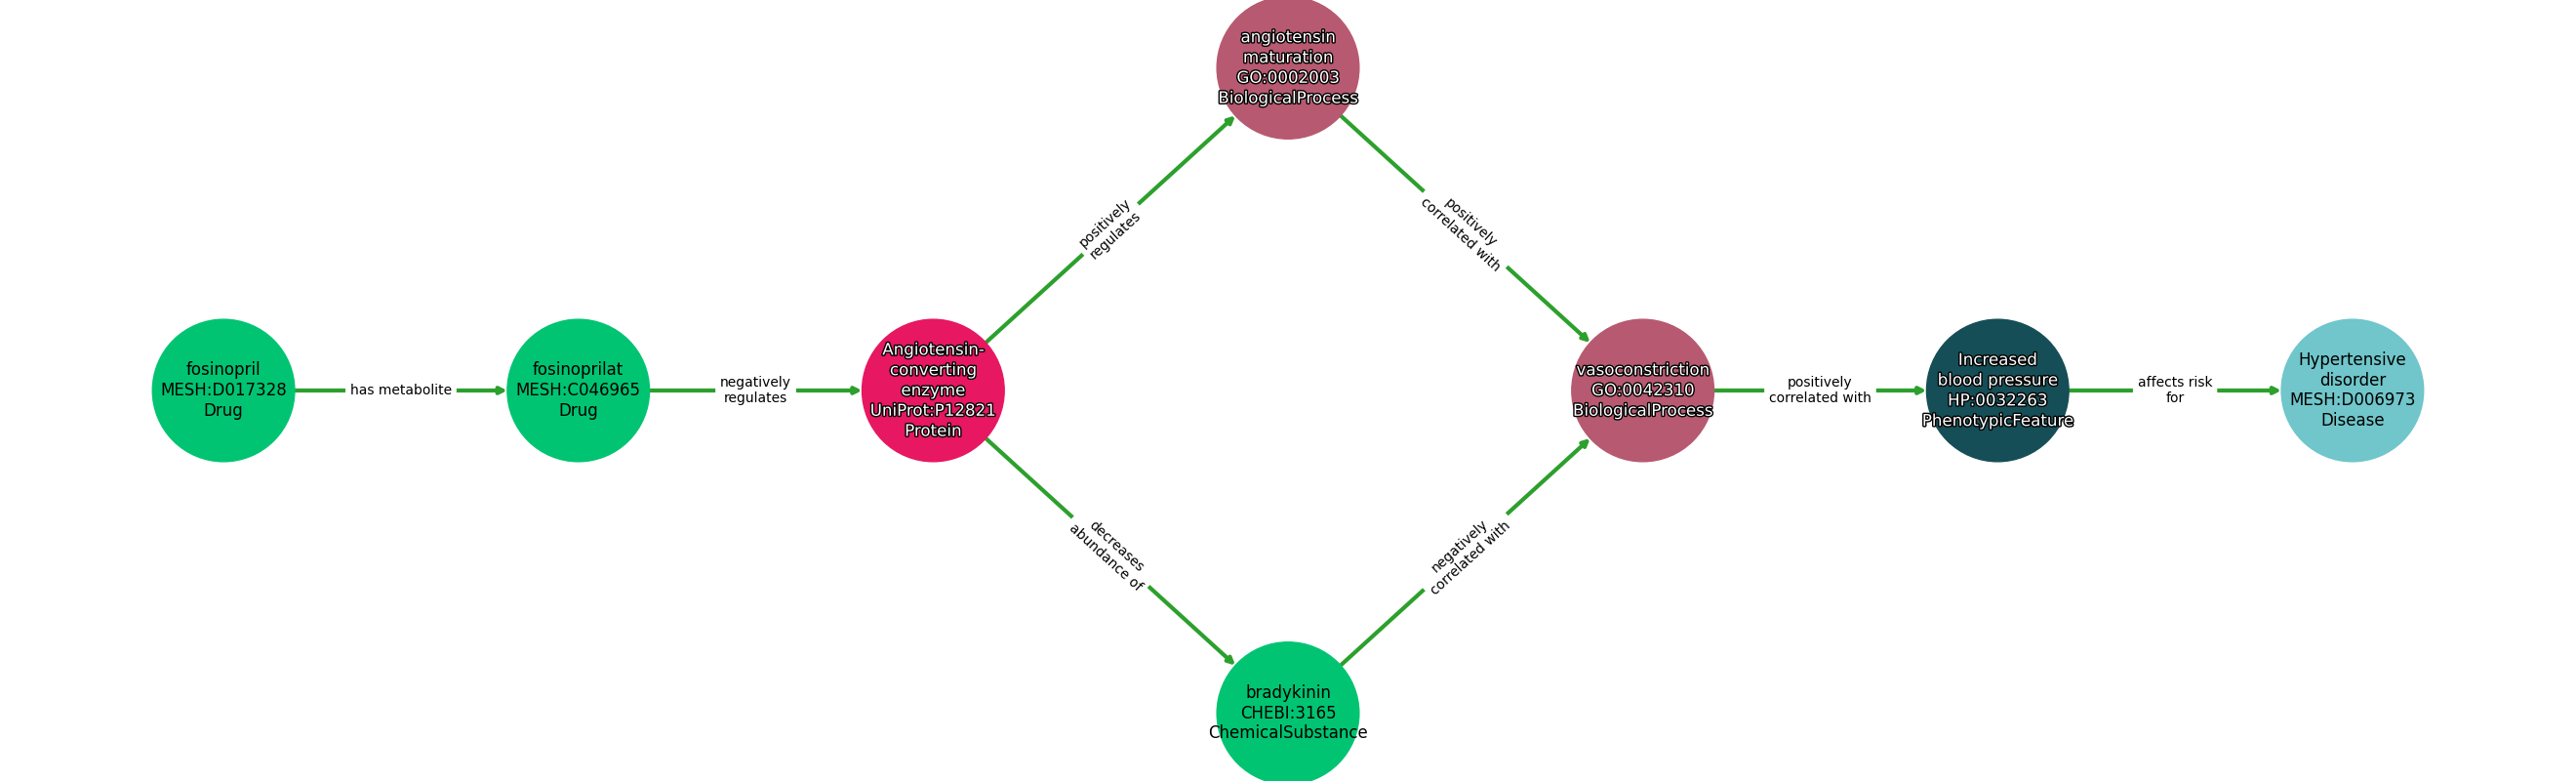 angiotensin
maturation
GO:0002003
BiologicalProcess
positively
regulates
positively
correlated with
fosinopril
MESH:D017328
Drug
has metabolite
fosinoprilat
MESH:C046965
Drug
negatively
regulates
Angiotensin-
converting
enzyme
UniProt:P12821
Protein
vasoconstriction
GO:0042310
BiologicalProcess
positively
correlated with
Increased
blood pressure
HP:0032263
PhenotypicFeature
affects risk
for
Hypertensive
disorder
MESH:D006973
Disease
decreases
abundance of
negatively
correlated with
bradykinin
CHEBI:3165
ChemicalSubstance